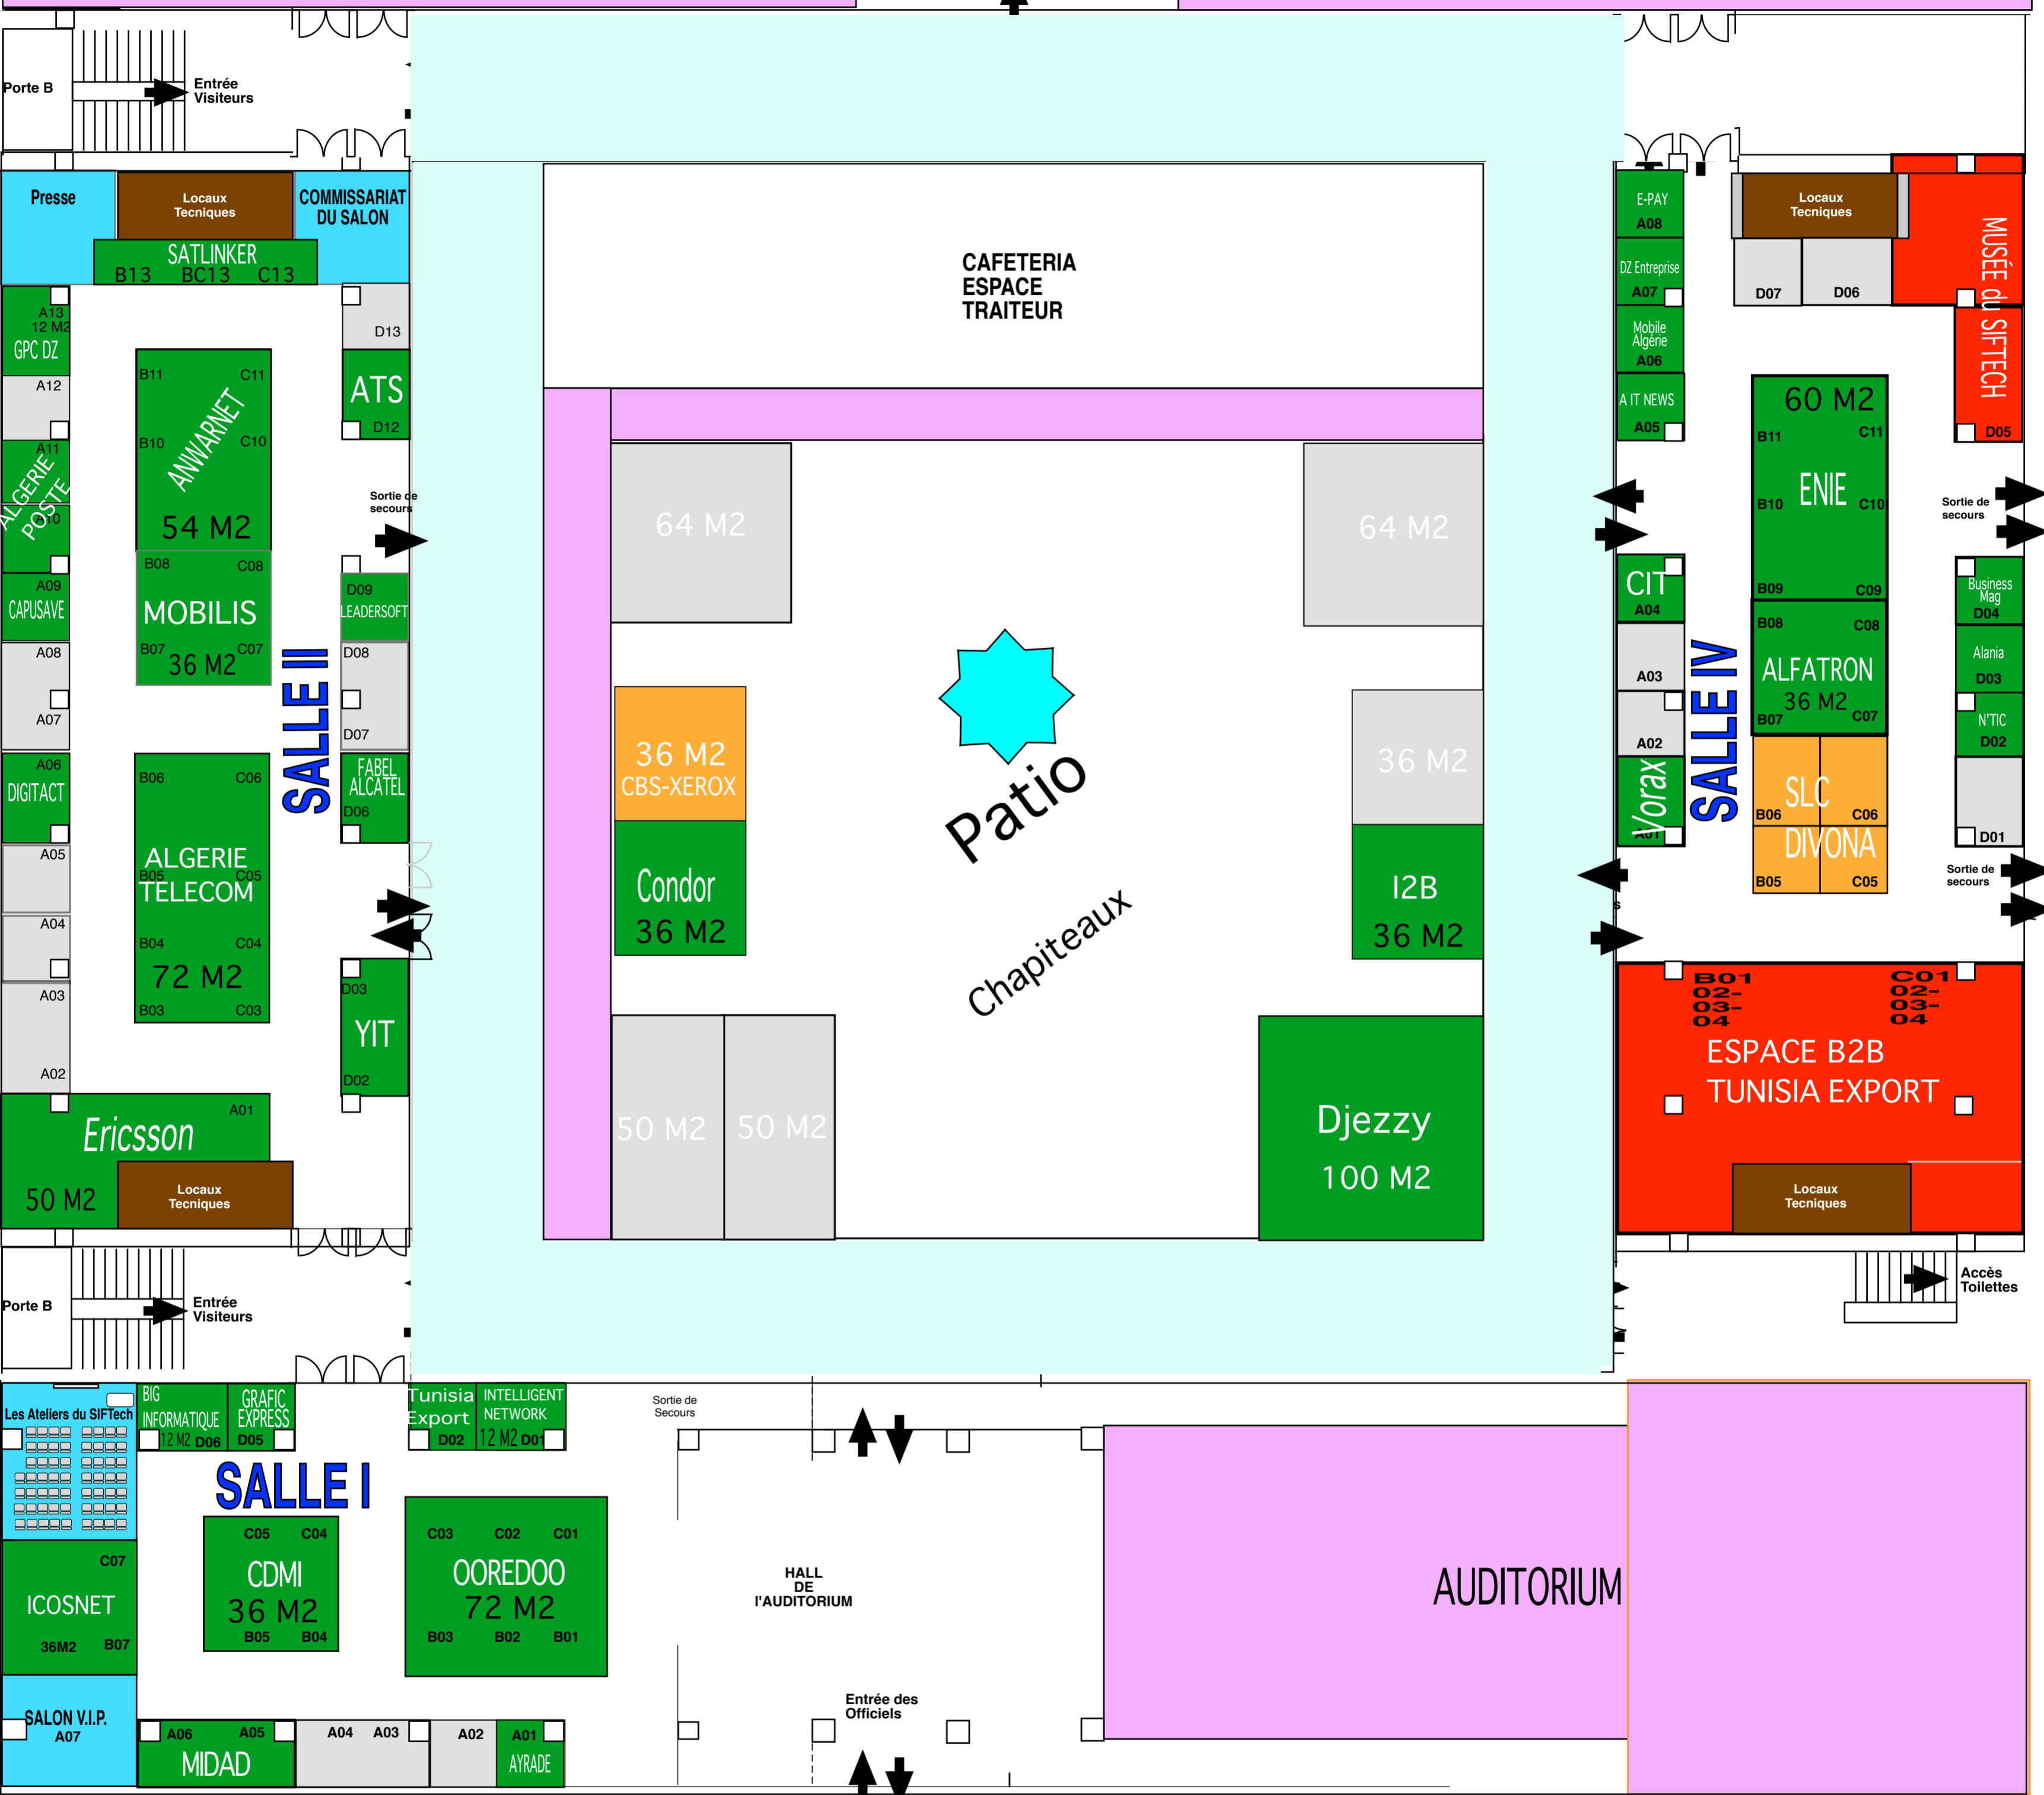 Porte B
Entrée
Visiteurs
Presse
Locaux
Tecniques
COMMISSARIAT
DU SALON
SATLINKER
B13 BC13 C13
A13
12 M2
GPC DZ
A12
A11
ALGERIE
POSTE
A10
A09
CAPUSAVE
A08
A07
A06
DIGITACT
A05
A04
A03
A02
B11 C11
ANWARNET
B10 C10
54 M2
B08 C08
MOBILIS
B07 C07
36 M2
B06 C06
ALGERIE
B05 C05
TELECOM
B04 C04
72 M2
B03 C03
D13
ATS
D12
Sortie de
secours
D09
LEADERSOFT
D08
D07
FABEL
ALCATEL
D06
D03
YIT
D02
SALLE II
A01
Ericsson
50 M2
Locaux
Tecniques
CAFETERIA
ESPACE
TRAITEUR
64 M2
64 M2
36 M2
CBS-XEROX
Condor
36 M2
Patio
Chapiteaux
36 M2
I2B
36 M2
50 M2
50 M2
Djezzy
100 M2
E-PAY
A08
DZ Entreprise
A07
Mobile
Algérie
A06
A IT NEWS
A05
CIT
A04
A03
A02
Vorax
A01
SALLE IV
Locaux
Tecniques
D07
D06
MUSÉE du SIFTECH
D05
60 M2
B11 C11
ENIE
B10 C10
B09 C09
B08 C08
ALFATRON
36 M2
B07 C07
SLC
B06 C06
DIVONA
B05 C05
Sortie de
secours
Business
Mag
D04
Alania
D03
N'TIC
D02
D01
Sortie de
secours
s
B01
02-
03-
04
C01
02-
03-
04
ESPACE B2B
TUNISIA EXPORT
Locaux
Tecniques
Accès
Toilettes
Porte B
Entrée
Visiteurs
Les Ateliers du SIFTech
BIG
INFORMATIQUE
12 M2 D06
GRAFIC
EXPRESS
D05
Tunisia
Export
D02
INTELLIGENT
NETWORK
12 M2 D01
SALLE I
C07
ICOSNET
36M2 B07
SALON V.I.P.
A07
C05 C04
CDMI
36 M2
B05 B04
C03 C02 C01
OOREDOO
72 M2
B03 B02 B01
A06 A05
MIDAD
A04 A03
A02
A01
AYRADE
Sortie de
Secours
HALL
DE
l'AUDITORIUM
Entrée des
Officiels
AUDITORIUM